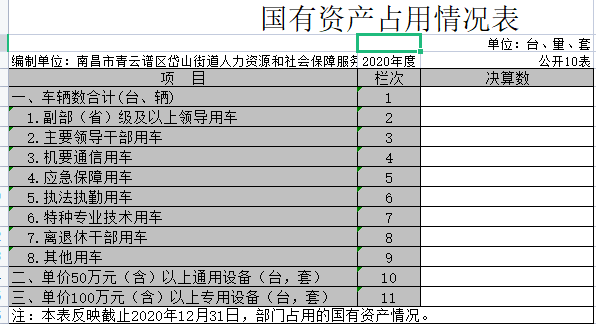 国有资产占用情况表
单位：台、量、套
编制单位：南昌市青云谱区岱山街道人力资源和社会保障服务 2020年度 公开10表
项 目 栏次 决算数
一、车辆数合计(台、辆) 1
1.副部（省）级及以上领导用车 2
2.主要领导干部用车 3
3.机要通信用车 4
4.应急保障用车 5
5.执法执勤用车 6
6.特种专业技术用车 7
7.离退休干部用车 8
8.其他用车 9
二、单价50万元（含）以上通用设备（台，套） 10
三、单价100万元（含）以上专用设备（台，套） 11
注：本表反映截止2020年12月31日，部门占用的国有资产情况。